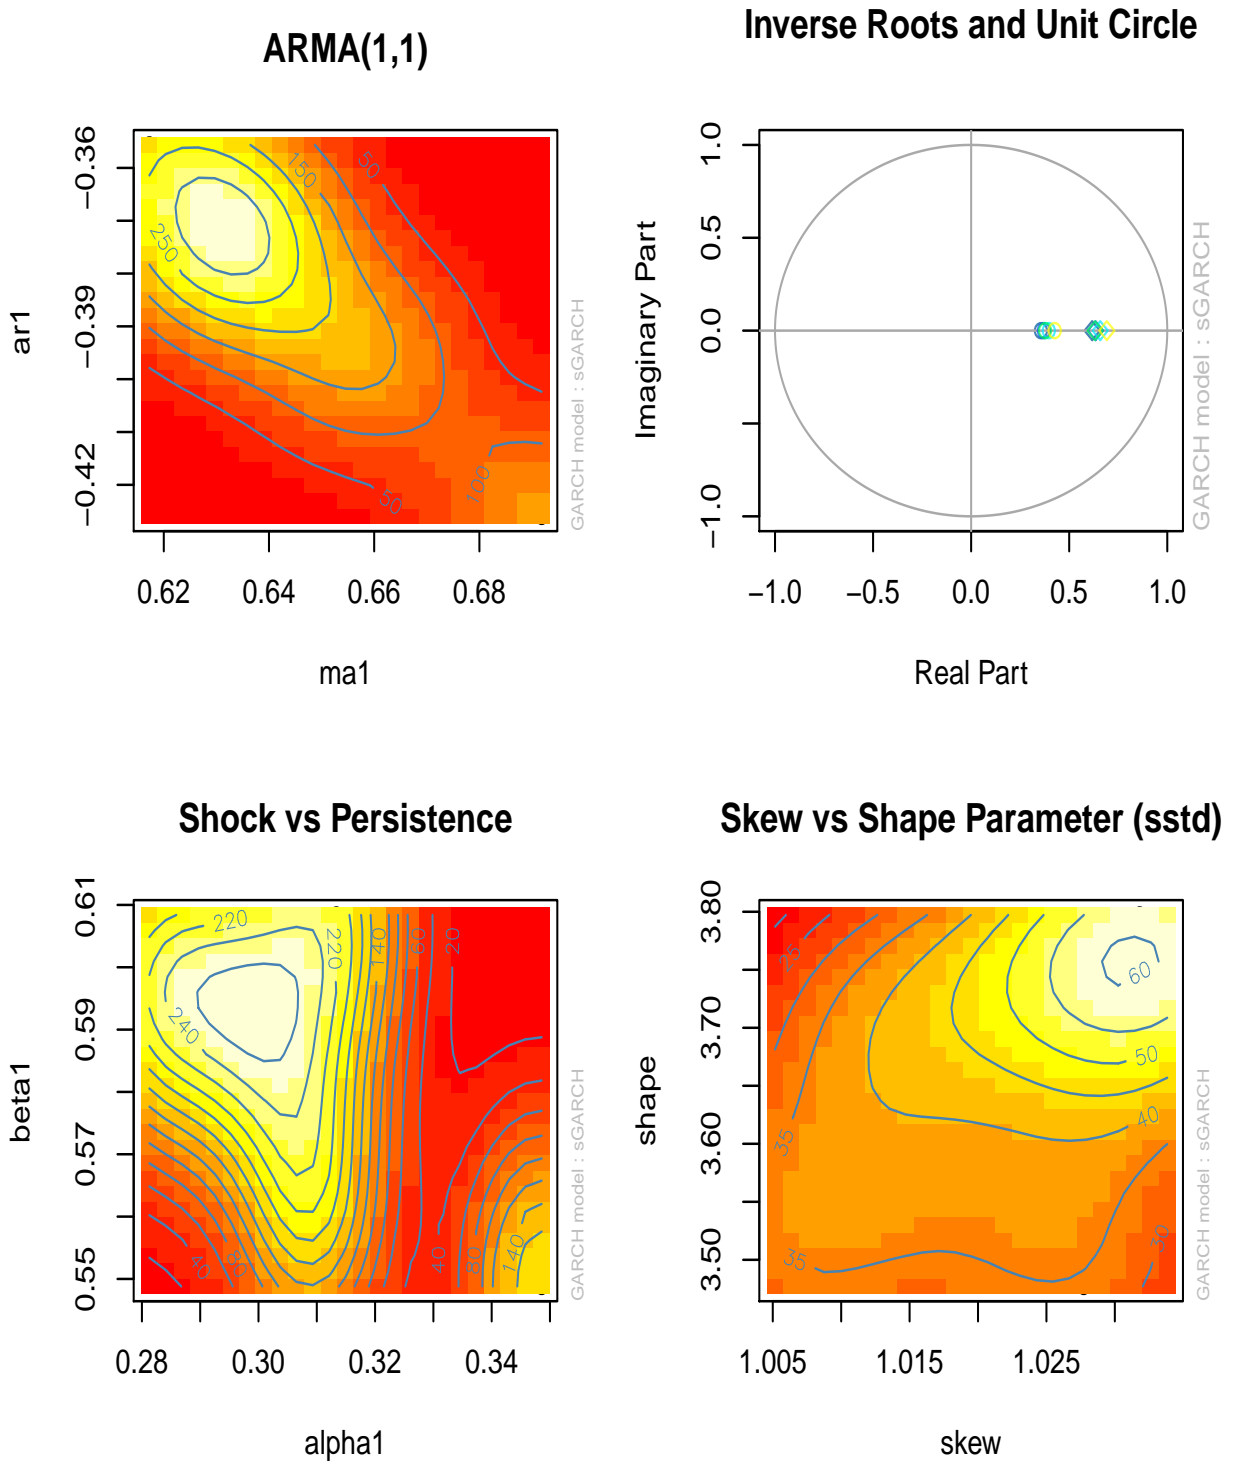 ARMA(1,1)
−0.36
−0.39
−0.42
ar1
150
50
250
100
50
0.62 0.64 0.66 0.68
ma1
GARCH model : sGARCH
Inverse Roots and Unit Circle
1.0
0.5
0.0
−1.0
Imaginary Part
−1.0 −0.5 0.0 0.5 1.0
Real Part
GARCH model : sGARCH
Shock vs Persistence
0.61
0.59
0.57
0.55
beta1
220
220
140
60
20
240
40
80
40
80
140
0.28 0.30 0.32 0.34
alpha1
GARCH model : sGARCH
Skew vs Shape Parameter (sstd)
3.80
3.70
3.60
3.50
shape
25
60
50
40
35
35
30
1.005 1.015 1.025
skew
GARCH model : sGARCH